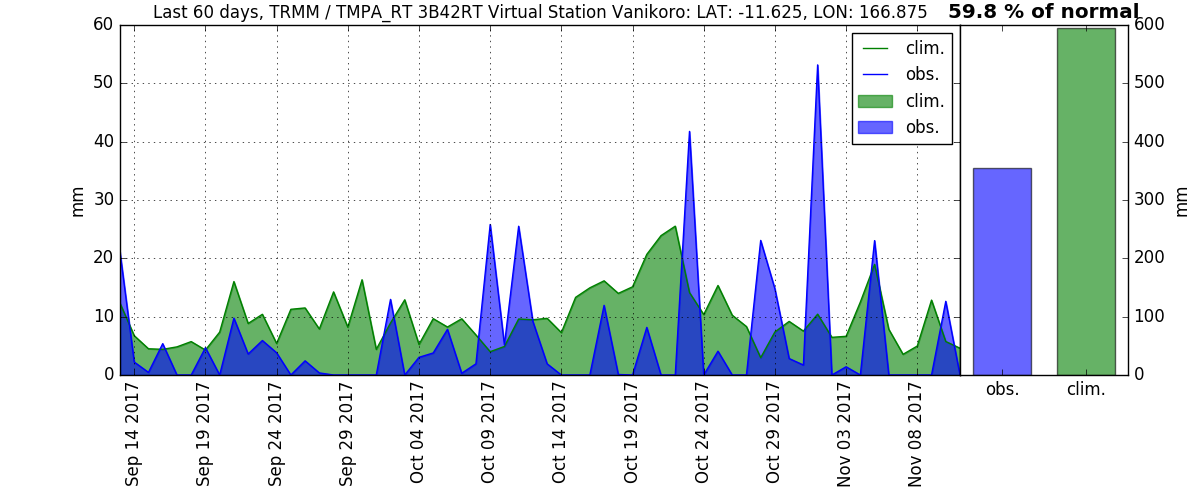 Last 60 days, TRMM / TMPA_RT 3B42RT Virtual Station Vanikoro: LAT: -11.625, LON: 166.875
59.8 % of normal
60
50
40
30
20
10
0
mm
clim.
obs.
clim.
obs.
Sep 14 2017
Sep 19 2017
Sep 24 2017
Sep 29 2017
Oct 04 2017
Oct 09 2017
Oct 14 2017
Oct 19 2017
Oct 24 2017
Oct 29 2017
Nov 03 2017
Nov 08 2017
600
500
400
300
200
100
0
mm
obs.
clim.